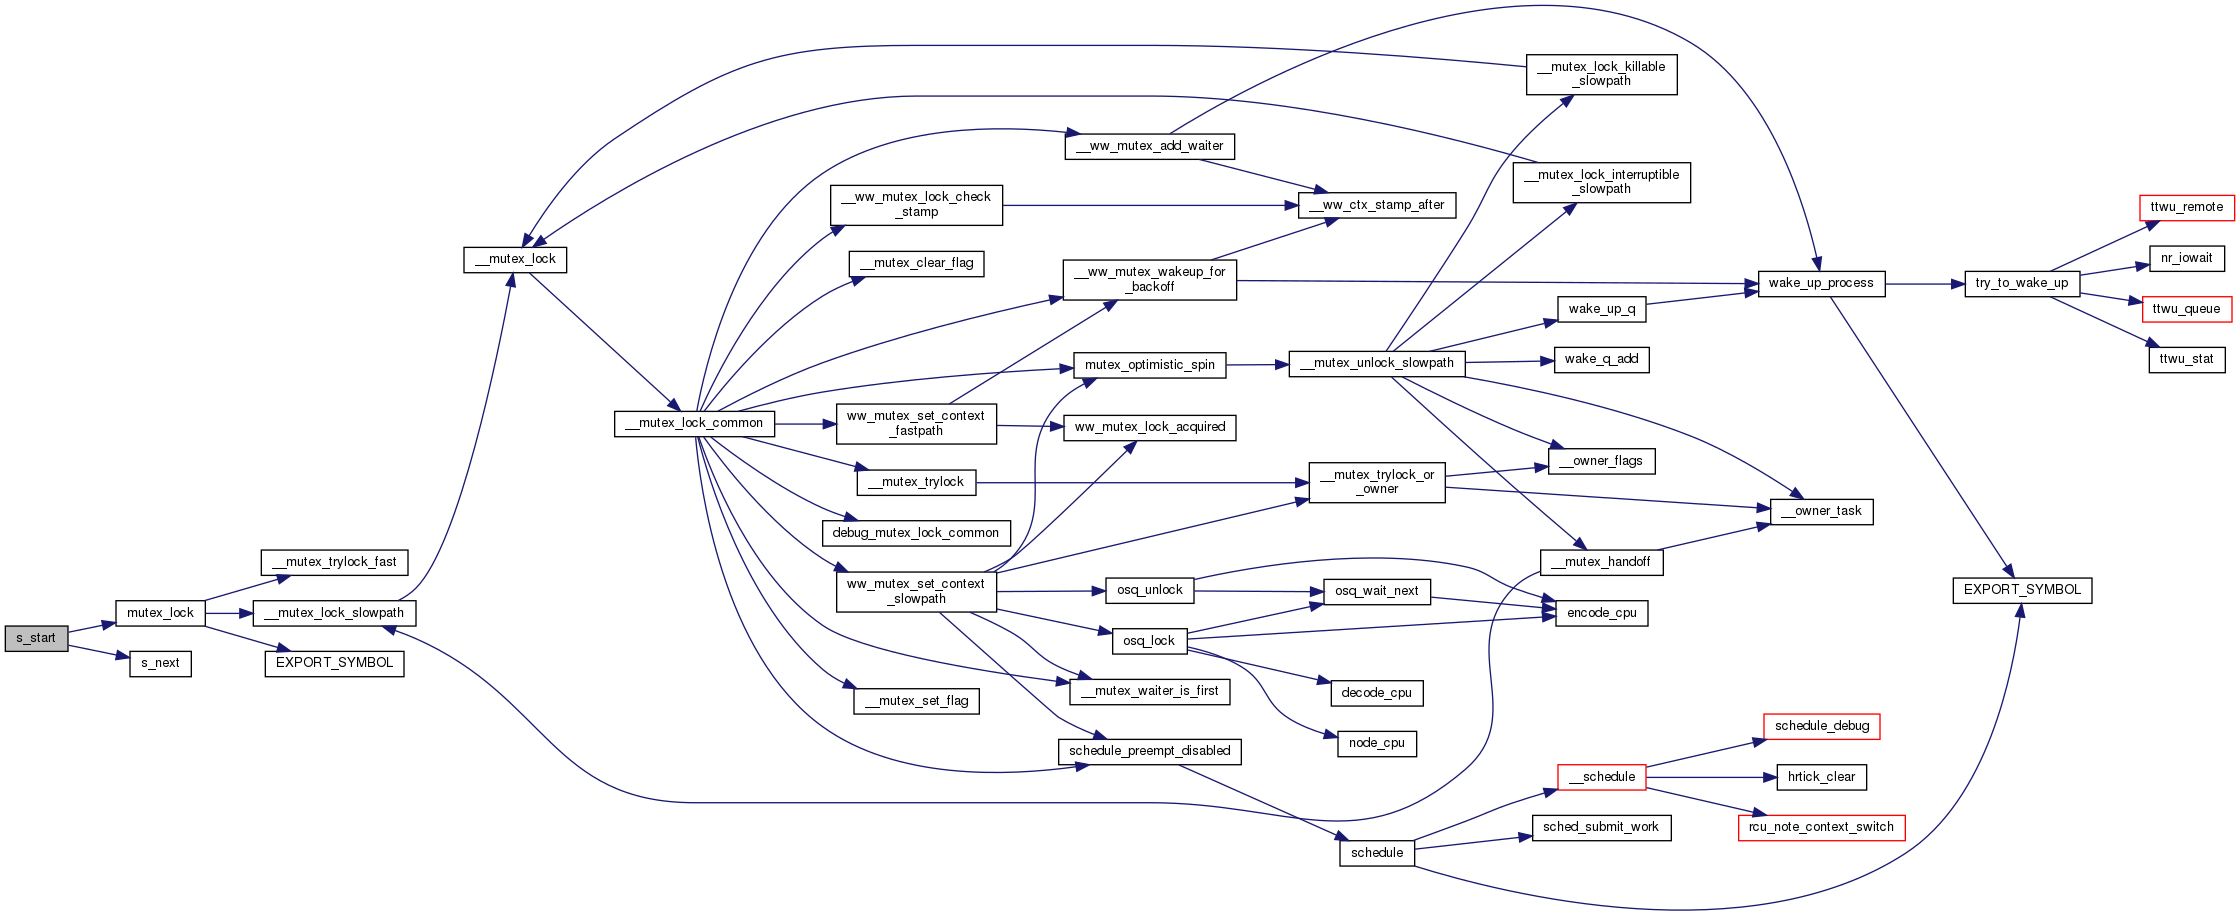 s_start
mutex_lock
s_next
__mutex_trylock_fast
__mutex_lock_slowpath
EXPORT_SYMBOL
__mutex_lock
__mutex_lock_common
__ww_mutex_lock_check
_stamp
__mutex_clear_flag
ww_mutex_set_context
_fastpath
__mutex_trylock
debug_mutex_lock_common
ww_mutex_set_context
_slowpath
__mutex_set_flag
__ww_mutex_add_waiter
__ww_mutex_wakeup_for
_backoff
mutex_optimistic_spin
ww_mutex_lock_acquired
osq_unlock
osq_lock
__mutex_waiter_is_first
schedule_preempt_disabled
__ww_ctx_stamp_after
__mutex_unlock_slowpath
__mutex_trylock_or
_owner
osq_wait_next
decode_cpu
node_cpu
schedule
__mutex_lock_killable
_slowpath
__mutex_lock_interruptible
_slowpath
wake_up_q
wake_q_add
__owner_flags
__mutex_handoff
encode_cpu
__schedule
sched_submit_work
wake_up_process
__owner_task
schedule_debug
hrtick_clear
rcu_note_context_switch
try_to_wake_up
EXPORT_SYMBOL
ttwu_remote
nr_iowait
ttwu_queue
ttwu_stat